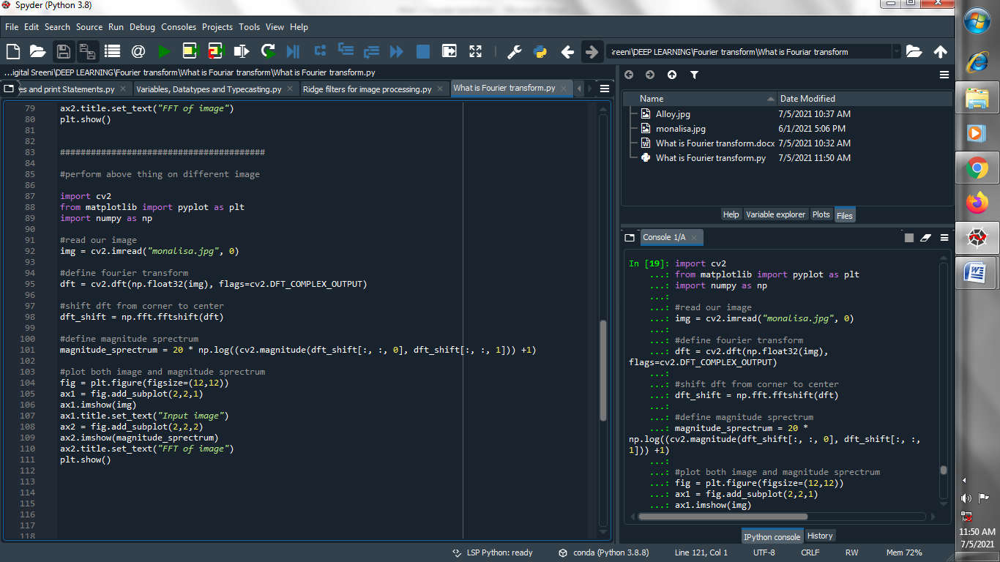 Spyder (Python 3.8)
File Edit Search Source Run Debug Consoles Projects Tools View Help
Sreeni\DEEP LEARNING\Fourier transform\What is Fouriar transform
...igital Sreeni\DEEP LEARNING\Fourier transform\What is Fouriar transform\What is Fourier transform.py
es and print Statements.py Variables, Datatypes and Typecasting.py Ridge filters for image processing.py What is Fourier transform.py
79 ax2.title.set_text("FFT of image")
80 plt.show()
81
82
83 ########################################
84
85 #perform above thing on different image
86
87 import cv2
88 from matplotlib import pyplot as plt
89 import numpy as np
90
91 #read our image
92 img = cv2.imread("monalisa.jpg", 0)
93
94 #define fourier transform
95 dft = cv2.dft(np.float32(img), flags=cv2.DFT_COMPLEX_OUTPUT)
96
97 #shift dft from corner to center
98 dft_shift = np.fft.fftshift(dft)
99
100 #define magnitude sprectrum
101 magnitude_sprectrum = 20 * np.log((cv2.magnitude(dft_shift[:, :, 0], dft_shift[:, :, 1])) +1)
102
103 #plot both image and magnitude sprectrum
104 fig = plt.figure(figsize=(12,12))
105 ax1 = fig.add_subplot(2,2,1)
106 ax1.imshow(img)
107 ax1.title.set_text("Input image")
108 ax2 = fig.add_subplot(2,2,2)
109 ax2.imshow(magnitude_sprectrum)
110 ax2.title.set_text("FFT of image")
111 plt.show()
112
113
114
115
116
117
118
Name Date Modified
Alloy.jpg 7/5/2021 10:37 AM
monalisa.jpg 6/1/2021 5:06 PM
What is Fourier transform.docx 7/5/2021 10:32 AM
What is Fourier transform.py 7/5/2021 11:50 AM
Help Variable explorer Plots Files
Console 1/A
In [19]: import cv2
...: from matplotlib import pyplot as plt
...: import numpy as np
...:
...: #read our image
...: img = cv2.imread("monalisa.jpg", 0)
...:
...: #define fourier transform
...: dft = cv2.dft(np.float32(img),
flags=cv2.DFT_COMPLEX_OUTPUT)
...:
...: #shift dft from corner to center
...: dft_shift = np.fft.fftshift(dft)
...:
...: #define magnitude sprectrum
...: magnitude_sprectrum = 20 *
np.log((cv2.magnitude(dft_shift[:, :, 0], dft_shift[:, :,
1])) +1)
...:
...: #plot both image and magnitude sprectrum
...: fig = plt.figure(figsize=(12,12))
...: ax1 = fig.add_subplot(2,2,1)
...: ax1.imshow(img)
IPython console History
LSP Python: ready conda (Python 3.8.8) Line 121, Col 1 UTF-8 CRLF RW Mem 72%
11:50 AM
7/5/2021